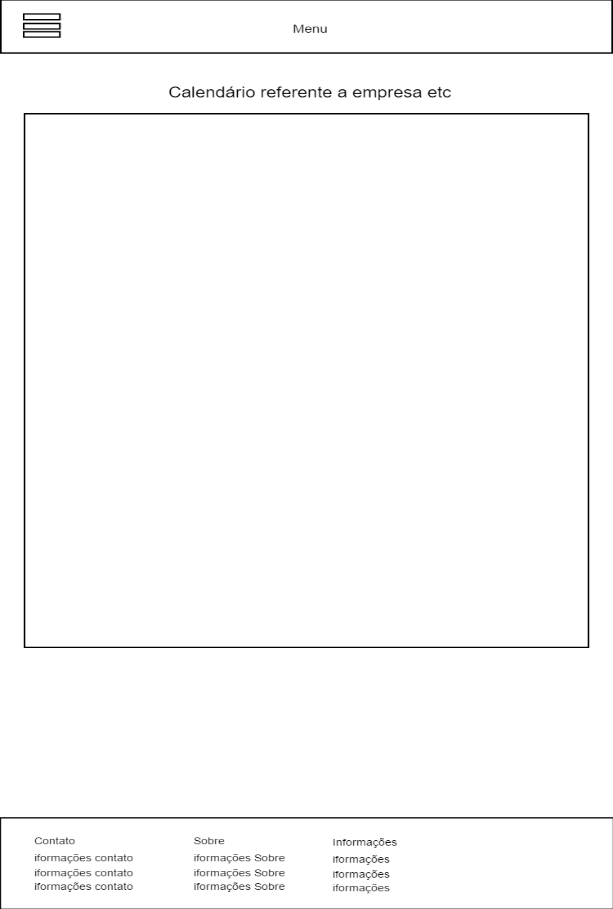 Menu
Calendário referente a empresa etc
Contato
iformações contato
iformações contato
iformações contato
Sobre
iformações Sobre
iformações Sobre
iformações Sobre
Informações
iformações
iformações
iformações